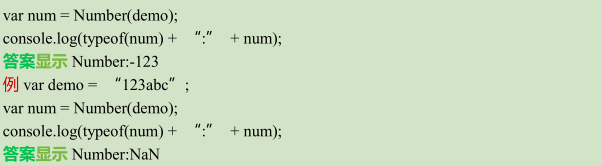 var num = Number(demo);
console.log(typeof(num) + “:” + num);
答案显示 Number:-123
例 var demo = “123abc”;
var num = Number(demo);
console.log(typeof(num) + “:” + num);
答案显示 Number:NaN